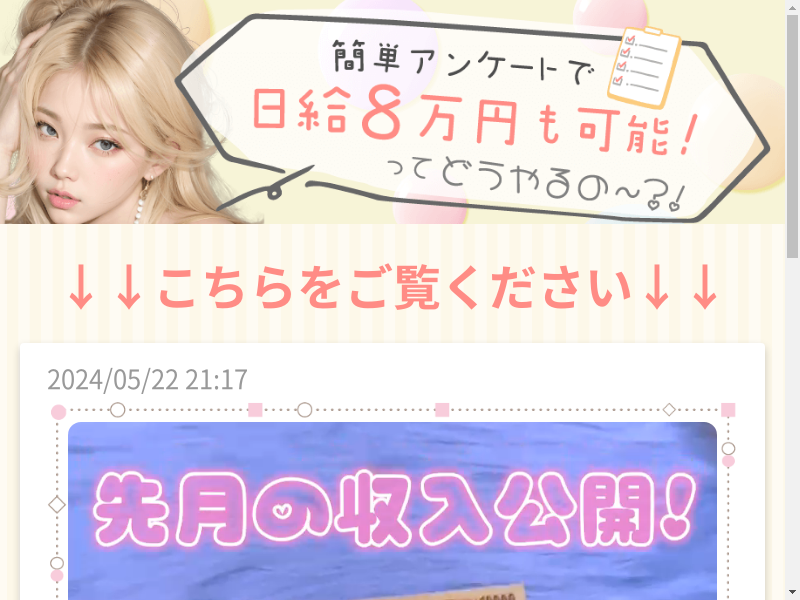 簡単アンケートで
日給8万円も可能!
ってどうやるの〜?!
↓↓こちらをご覧ください↓↓
2024/05/22 21:17
先月の収入公開!